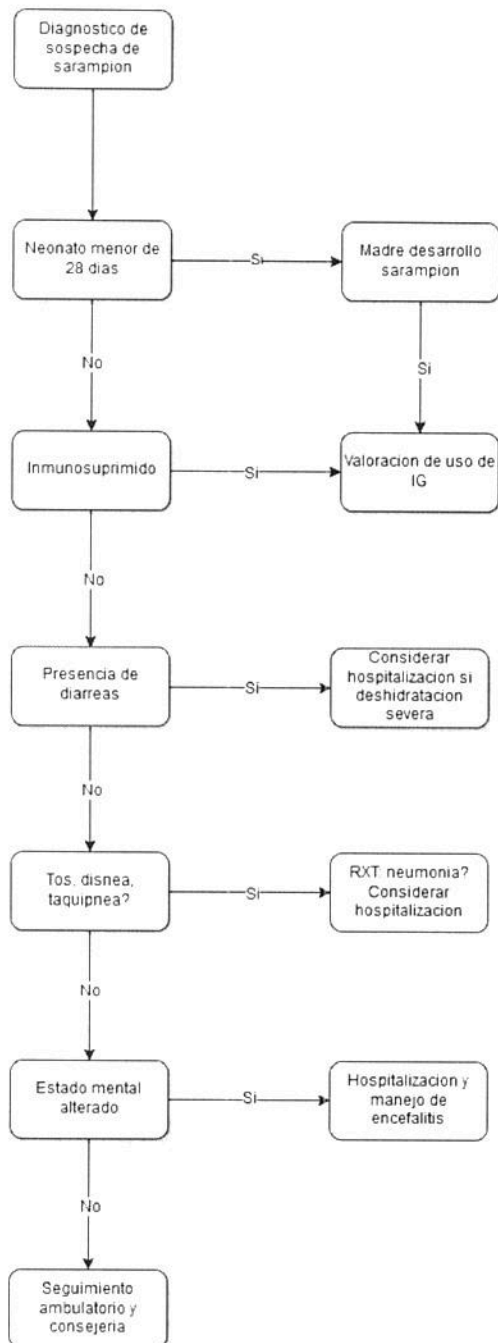 Diagnostico de
sospecha de
sarampion
Neonato menor de
28 dias
Si
Madre desarrollo
sarampion
No
Si
Inmunosuprimido
Si
Valoracion de uso de
IG
No
Presencia de
diarreas
Si
Considerar
hospitalizacion si
deshidratacion
severa
No
Tos, disnea,
taquipnea?
Si
RXT: neumonia?
Considerar
hospitalizacion
No
Estado mental
alterado
Si
Hospitalizacion y
manejo de
encefalitis
No
Seguimiento
ambulatorio y
consejeria